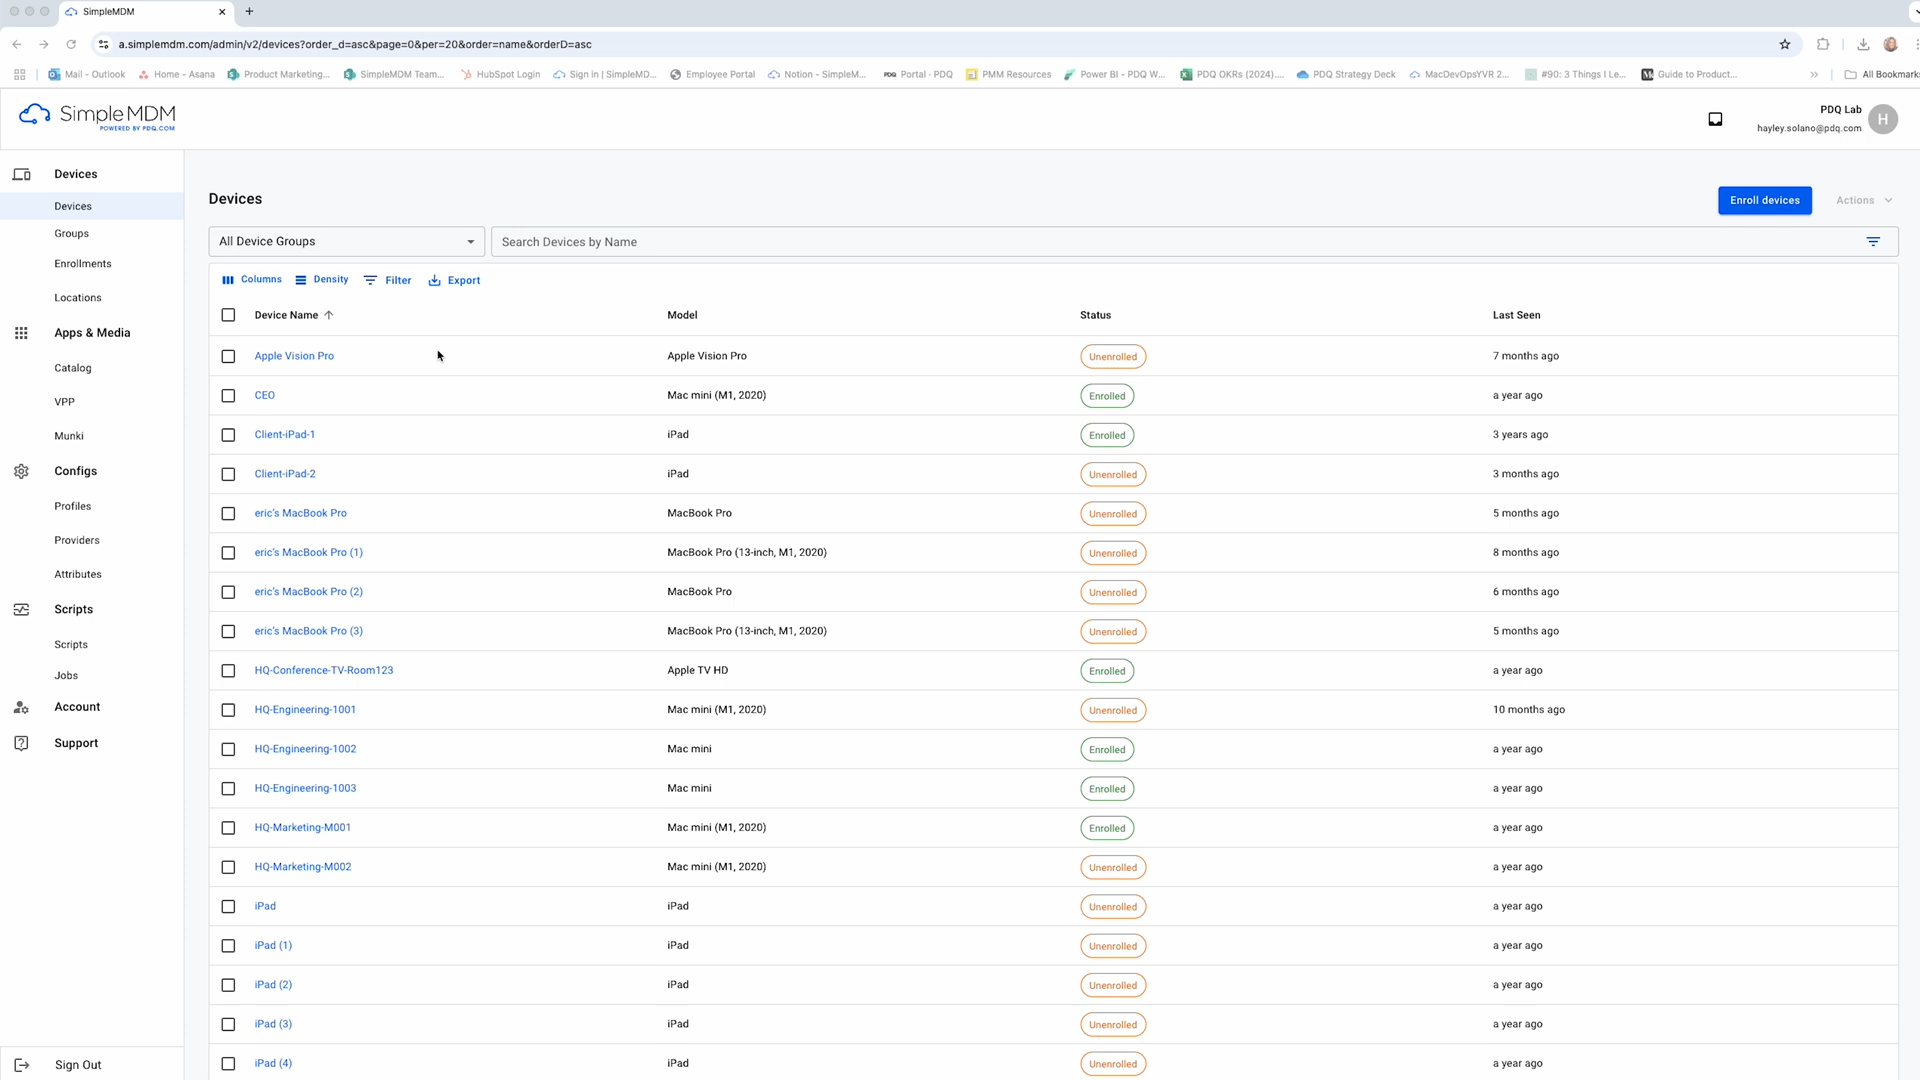 SimpleMDM
a.simplemdm.com/admin/v2/devices?order_d=asc&page=0&per=20&order=name&orderD=asc
Mail - Outlook
Home - Asana
Product Marketing...
SimpleMDM Team...
HubSpot Login
Sign in | SimpleMD...
Employee Portal
Notion - SimpleM...
Portal · PDQ
PMM Resources
Power BI - PDQ W...
PDQ OKRs (2024)....
PDQ Strategy Deck
MacDevOpsYVR 2...
#90: 3 Things I Le...
Guide to Product...
All Bookmarks
SimpleMDM
POWERED BY PDQ.COM
PDQ Lab
hayley.solano@pdq.com
H
Devices
Devices
Groups
Enrollments
Locations
Apps & Media
Catalog
VPP
Munki
Configs
Profiles
Providers
Attributes
Scripts
Scripts
Jobs
Account
Support
Sign Out
Devices
Enroll devices
Actions
All Device Groups
Search Devices by Name
Columns Density Filter Export
Device Name Model Status Last Seen
Apple Vision Pro Apple Vision Pro Unenrolled 7 months ago
CEO Mac mini (M1, 2020) Enrolled a year ago
Client-iPad-1 iPad Enrolled 3 years ago
Client-iPad-2 iPad Unenrolled 3 months ago
eric's MacBook Pro MacBook Pro Unenrolled 5 months ago
eric's MacBook Pro (1) MacBook Pro (13-inch, M1, 2020) Unenrolled 8 months ago
eric's MacBook Pro (2) MacBook Pro Unenrolled 6 months ago
eric's MacBook Pro (3) MacBook Pro (13-inch, M1, 2020) Unenrolled 5 months ago
HQ-Conference-TV-Room123 Apple TV HD Enrolled a year ago
HQ-Engineering-1001 Mac mini (M1, 2020) Unenrolled 10 months ago
HQ-Engineering-1002 Mac mini Enrolled a year ago
HQ-Engineering-1003 Mac mini Enrolled a year ago
HQ-Marketing-M001 Mac mini (M1, 2020) Enrolled a year ago
HQ-Marketing-M002 Mac mini (M1, 2020) Unenrolled a year ago
iPad iPad Unenrolled a year ago
iPad (1) iPad Unenrolled a year ago
iPad (2) iPad Unenrolled a year ago
iPad (3) iPad Unenrolled a year ago
iPad (4) iPad Unenrolled a year ago